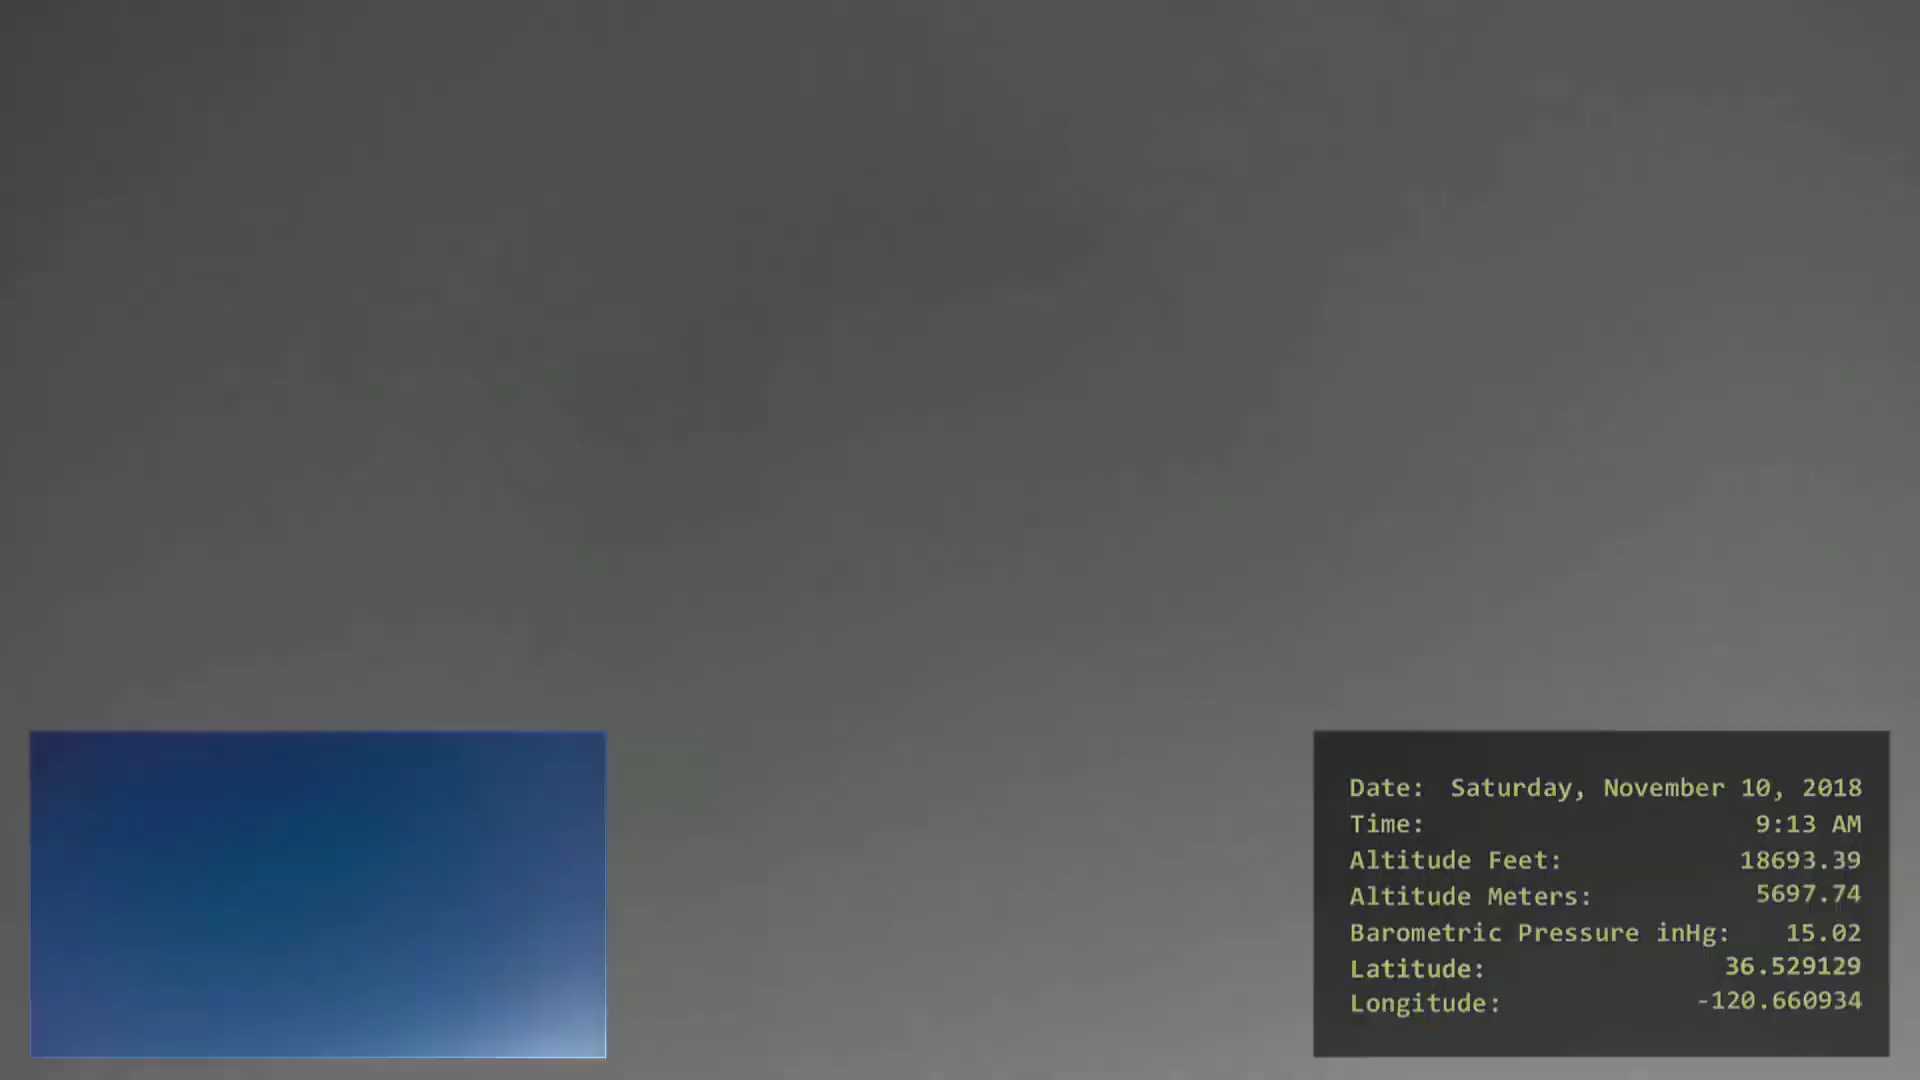 Date: Saturday, November 10, 2018
Time: 9:13 AM
Altitude Feet: 18693.39
Altitude Meters: 5697.74
Barometric Pressure inHg: 15.02
Latitude: 36.529129
Longitude: -120.660934